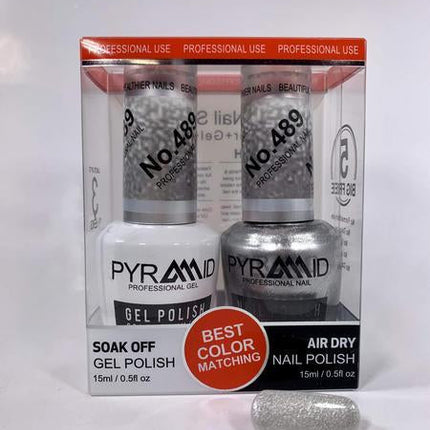 PROFESSIONAL USE PROFESSIONAL USE PROFESSIONAL USE
No.489
No.489
PYRAMID
PROFESSIONAL GEL
GEL POLISH
PYRAMID
PROFESSIONAL NAIL
SOAK OFF
GEL POLISH
15ml / 0.5fl oz
BEST
COLOR
MATCHING
AIR DRY
NAIL POLISH
15ml / 0.5fl oz